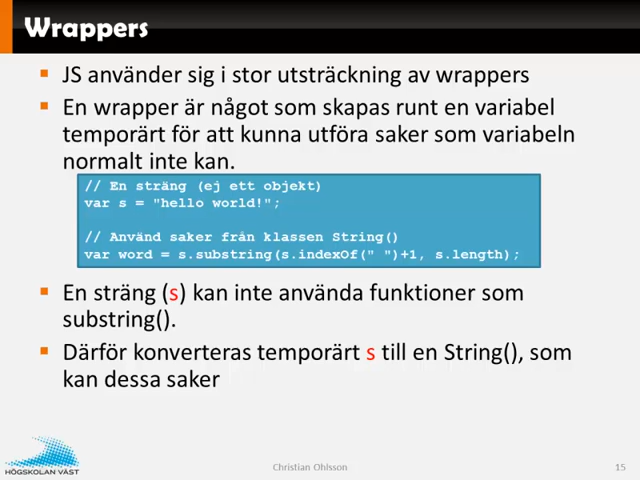 Wrappers
JS använder sig i stor utsträckning av wrappers
En wrapper är något som skapas runt en variabel
temporärt för att kunna utföra saker som variabeln
normalt inte kan.
// En sträng (ej ett objekt)
var s = "hello world!";
// Använd saker från klassen String()
var word = s.substring(s.indexOf(" ")+1, s.length);
En sträng (s) kan inte använda funktioner som
substring().
Därför konverteras temporärt s till en String(), som
kan dessa saker
HÖGSKOLAN VÄST
Christian Ohlsson
15